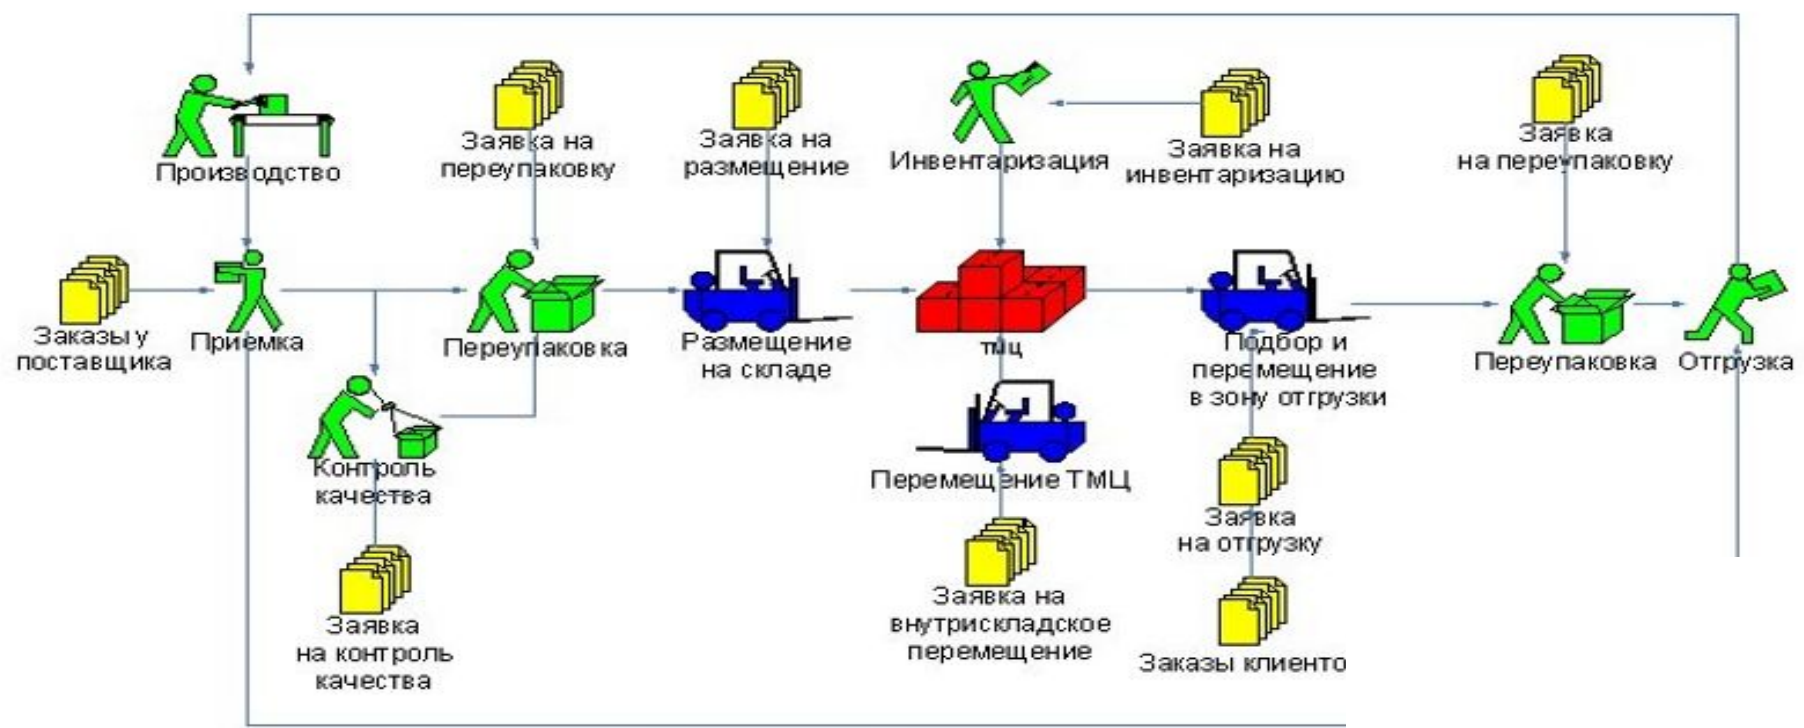 Заявка на
переупаковку
Заявка на
размещение
Инвентаризация
Заявка на
инвентаризацию
Заявка
на переупаковку
Производство
Заказы у
поставщика
Приемка
Переупаковка
Размещение
на складе
тмц
Подбор и
перемещение
в зону отгрузки
Переупаковка
Отгрузка
Контроль
качества
Перемещение ТМЦ
Заявка
на отгрузку
Заявка
на контроль
качества
Заявка на
внутрискладское
перемещение
Заказы клиенто